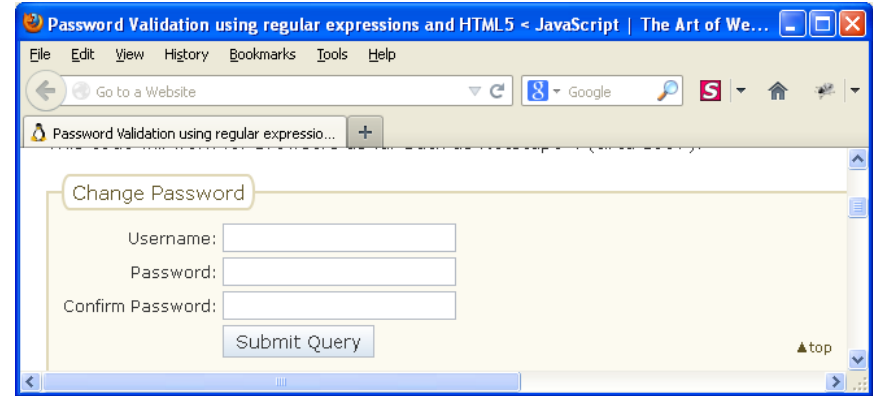 Password Validation using regular expressions and HTML5 < JavaScript | The Art of We...
File Edit View History Bookmarks Tools Help
Go to a Website Google S
Password Validation using regular expressio... +
Change Password
Username:
Password:
Confirm Password:
Submit Query
▲top